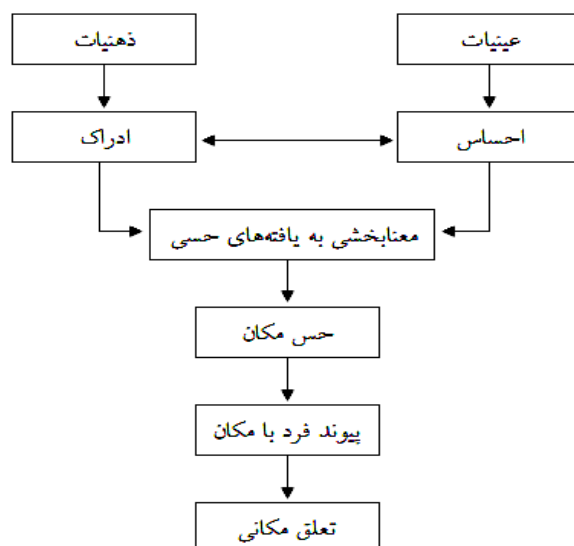 عینیات
ذهنیات
احساس
ادراک
معنابخشی به یافته‌های حسی
حس مکان
پیوند فرد با مکان
تعلق مکانی